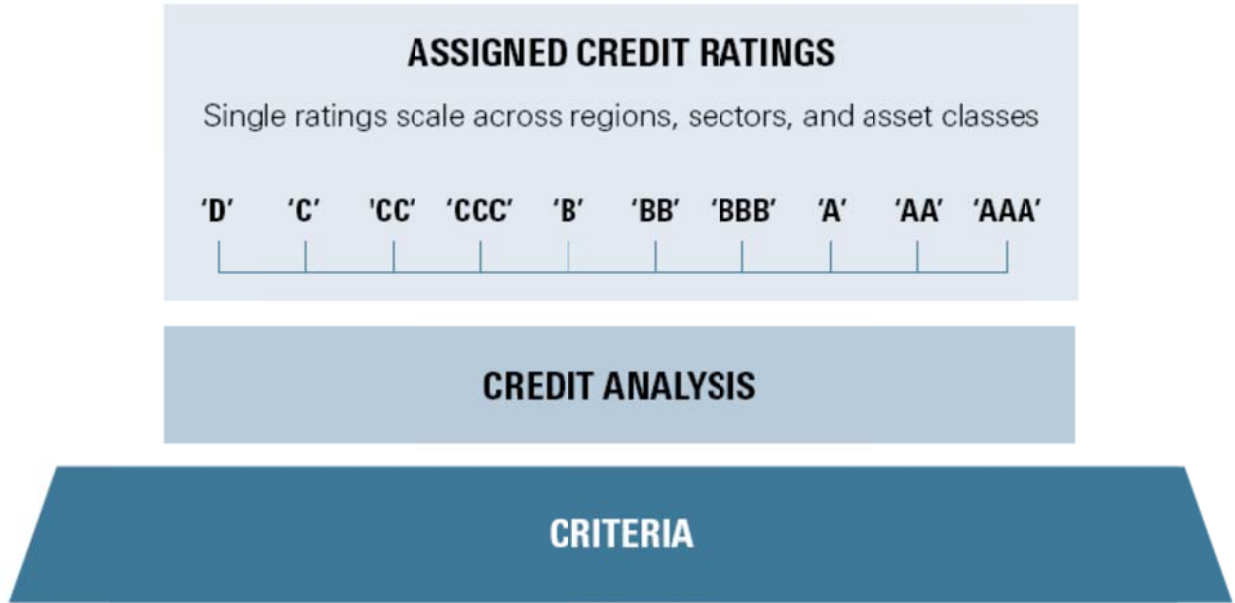 ASSIGNED CREDIT RATINGS
Single ratings scale across regions, sectors, and asset classes
‘D’ ‘C’ 'CC' ‘CCC’ ‘B’ ‘BB’ ‘BBB’ ‘A’ ‘AA’ ‘AAA’
CREDIT ANALYSIS
CRITERIA